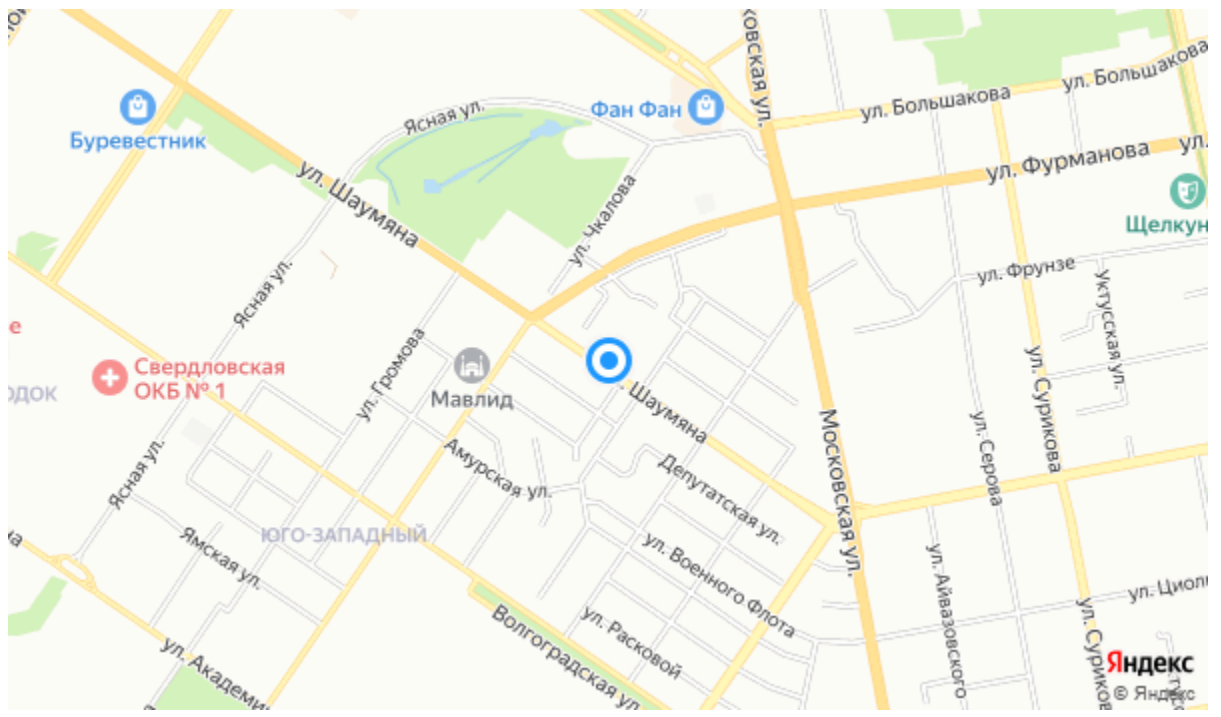 ковская ул.
ул. Большакова
ул. Большакова
Ясная ул.
Фан Фан
Буревестник
ул. Шаумяна
ул. Фурманова
ул.
Щелкун
ул. Чкалова
ул. Фрунзе
Ясная ул.
Уктусская ул.
ул. Громова
Свердловская
ОКБ № 1
Мавлид
Шаумяна
ул. Сурикова
Московская ул.
ул. Серова
Амурская ул.
Депутатская ул.
Ясная ул.
ЮГО-ЗАПАДНЫЙ
Ямская ул.
ул. Военного Флота
ул. Айвазовского
ул. Циол
ул. Расковой
Волгоградская ул.
ул. Академи
ул. Суриков
Яндекс
© Яндекс